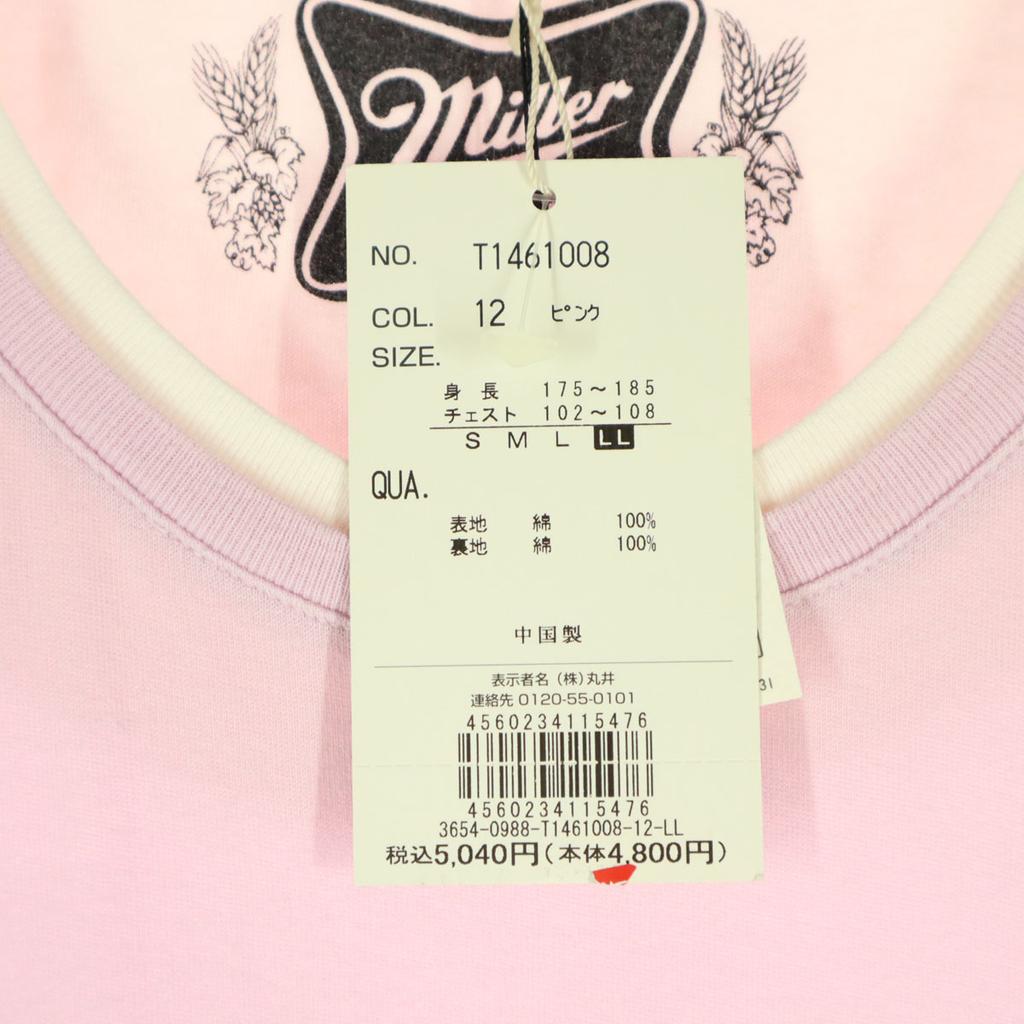 Miller
NO. T1461008
COL. 12 ピンク
SIZE.
身長 175～185
チェスト 102～108
S M L LL
QUA.
表地 綿 100%
裏地 綿 100%
中国製
表示者名（株）丸井
連絡先 0120-55-0101
4560234115476
4560234115476
3654-0988-T1461008-12-LL
税込5,040円（本体4,800円）
31